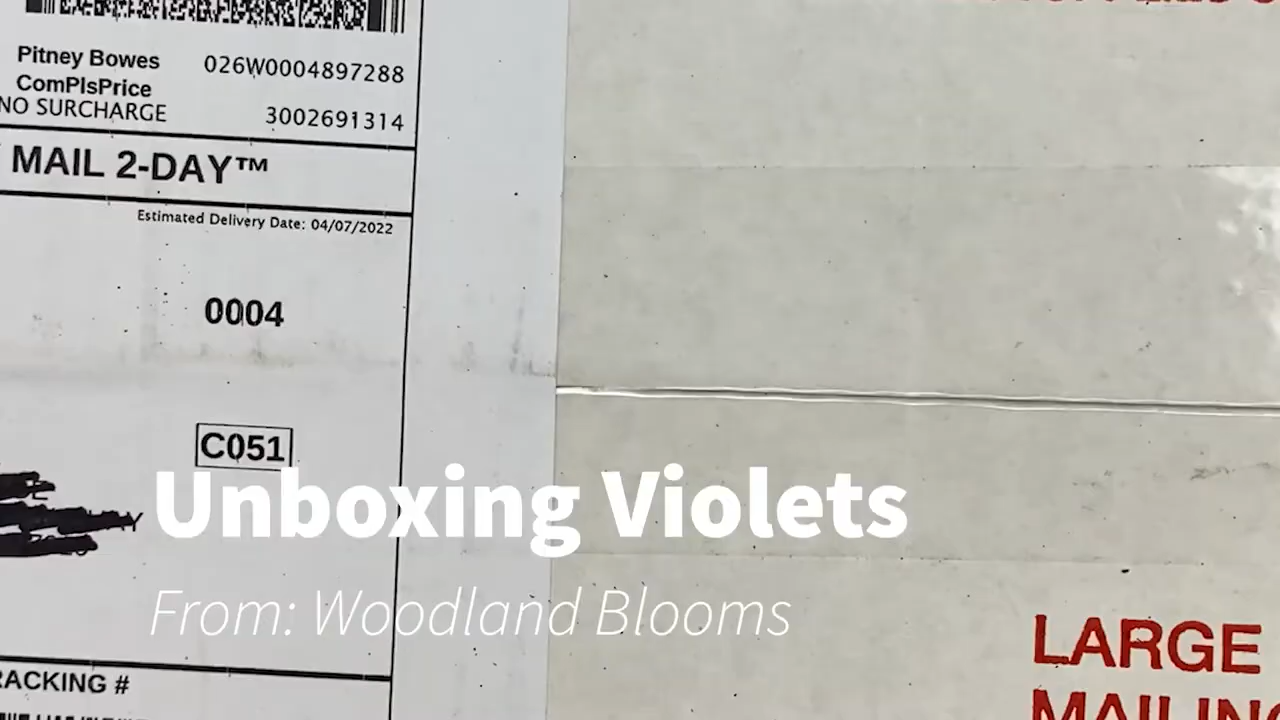 Pitney Bowes
026W0004897288
ComPlsPrice
NO SURCHARGE
3002691314
MAIL 2-DAY™
Estimated Delivery Date: 04/07/2022
0004
C051
Unboxing Violets
From: Woodland Blooms
LARGE
RACKING #
MAILING